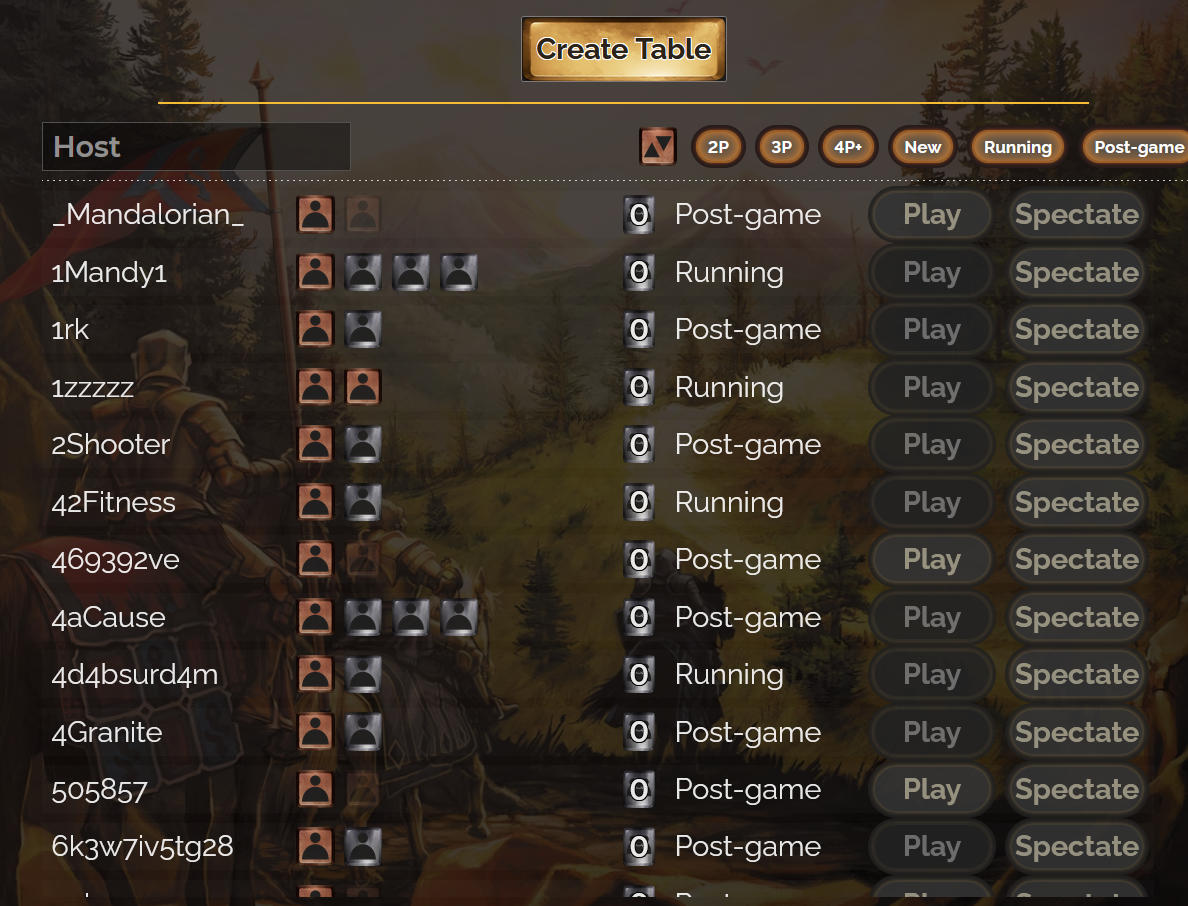 Create Table
Host 2P 3P 4P+ New Running Post-game
_Mandalorian_ 0 Post-game Play Spectate
1Mandy1 0 Running Play Spectate
1rk 0 Post-game Play Spectate
1zzzzz 0 Running Play Spectate
2Shooter 0 Post-game Play Spectate
42Fitness 0 Running Play Spectate
469392ve 0 Post-game Play Spectate
4aCause 0 Post-game Play Spectate
4d4bsurd4m 0 Running Play Spectate
4Granite 0 Post-game Play Spectate
505857 0 Post-game Play Spectate
6k3w7iv5tg28 0 Post-game Play Spectate